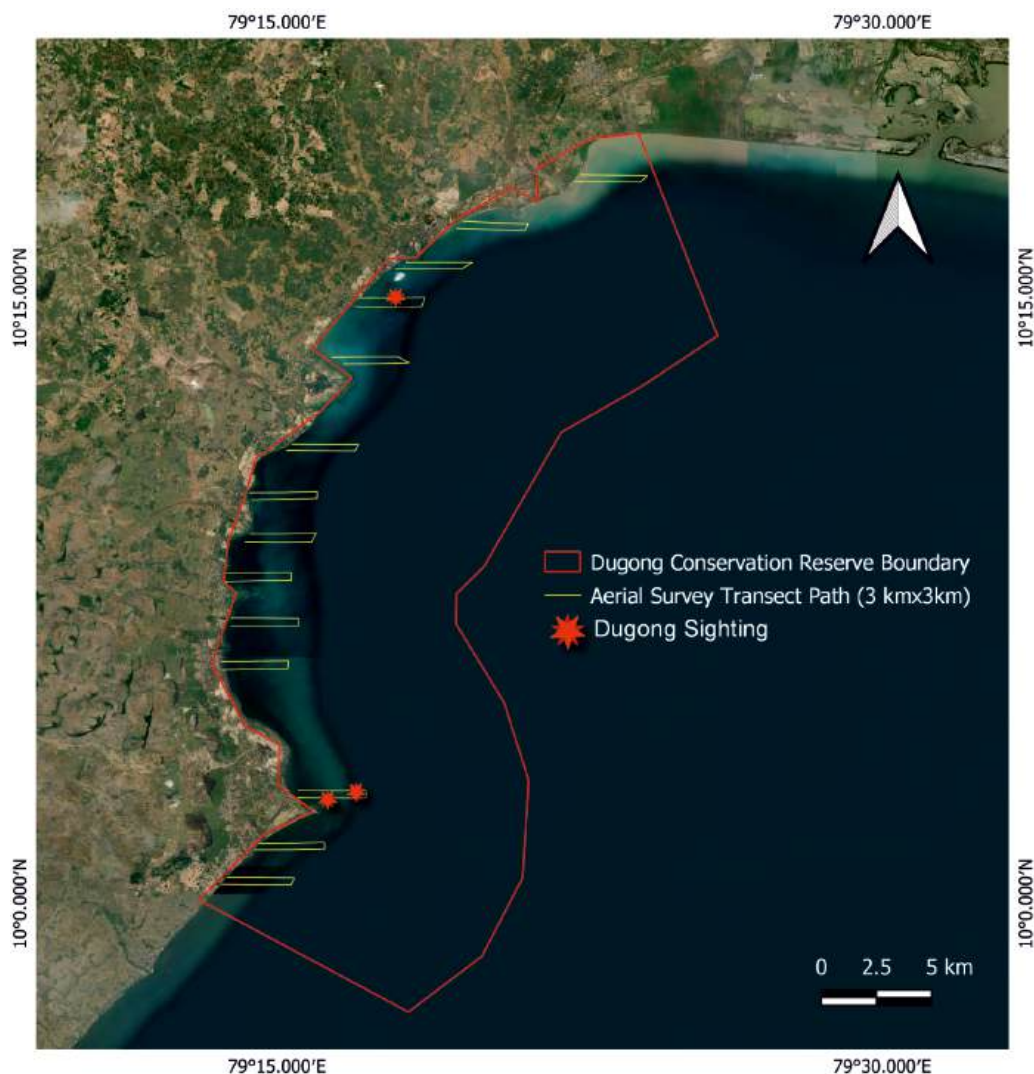 79°15.000'E 79°30.000'E
10°15.000'N 10°15.000'N
Dugong Conservation Reserve Boundary
Aerial Survey Transect Path (3 kmx3km)
Dugong Sighting
10°0.000'N 10°0.000'N
0 2.5 5 km
79°15.000'E 79°30.000'E